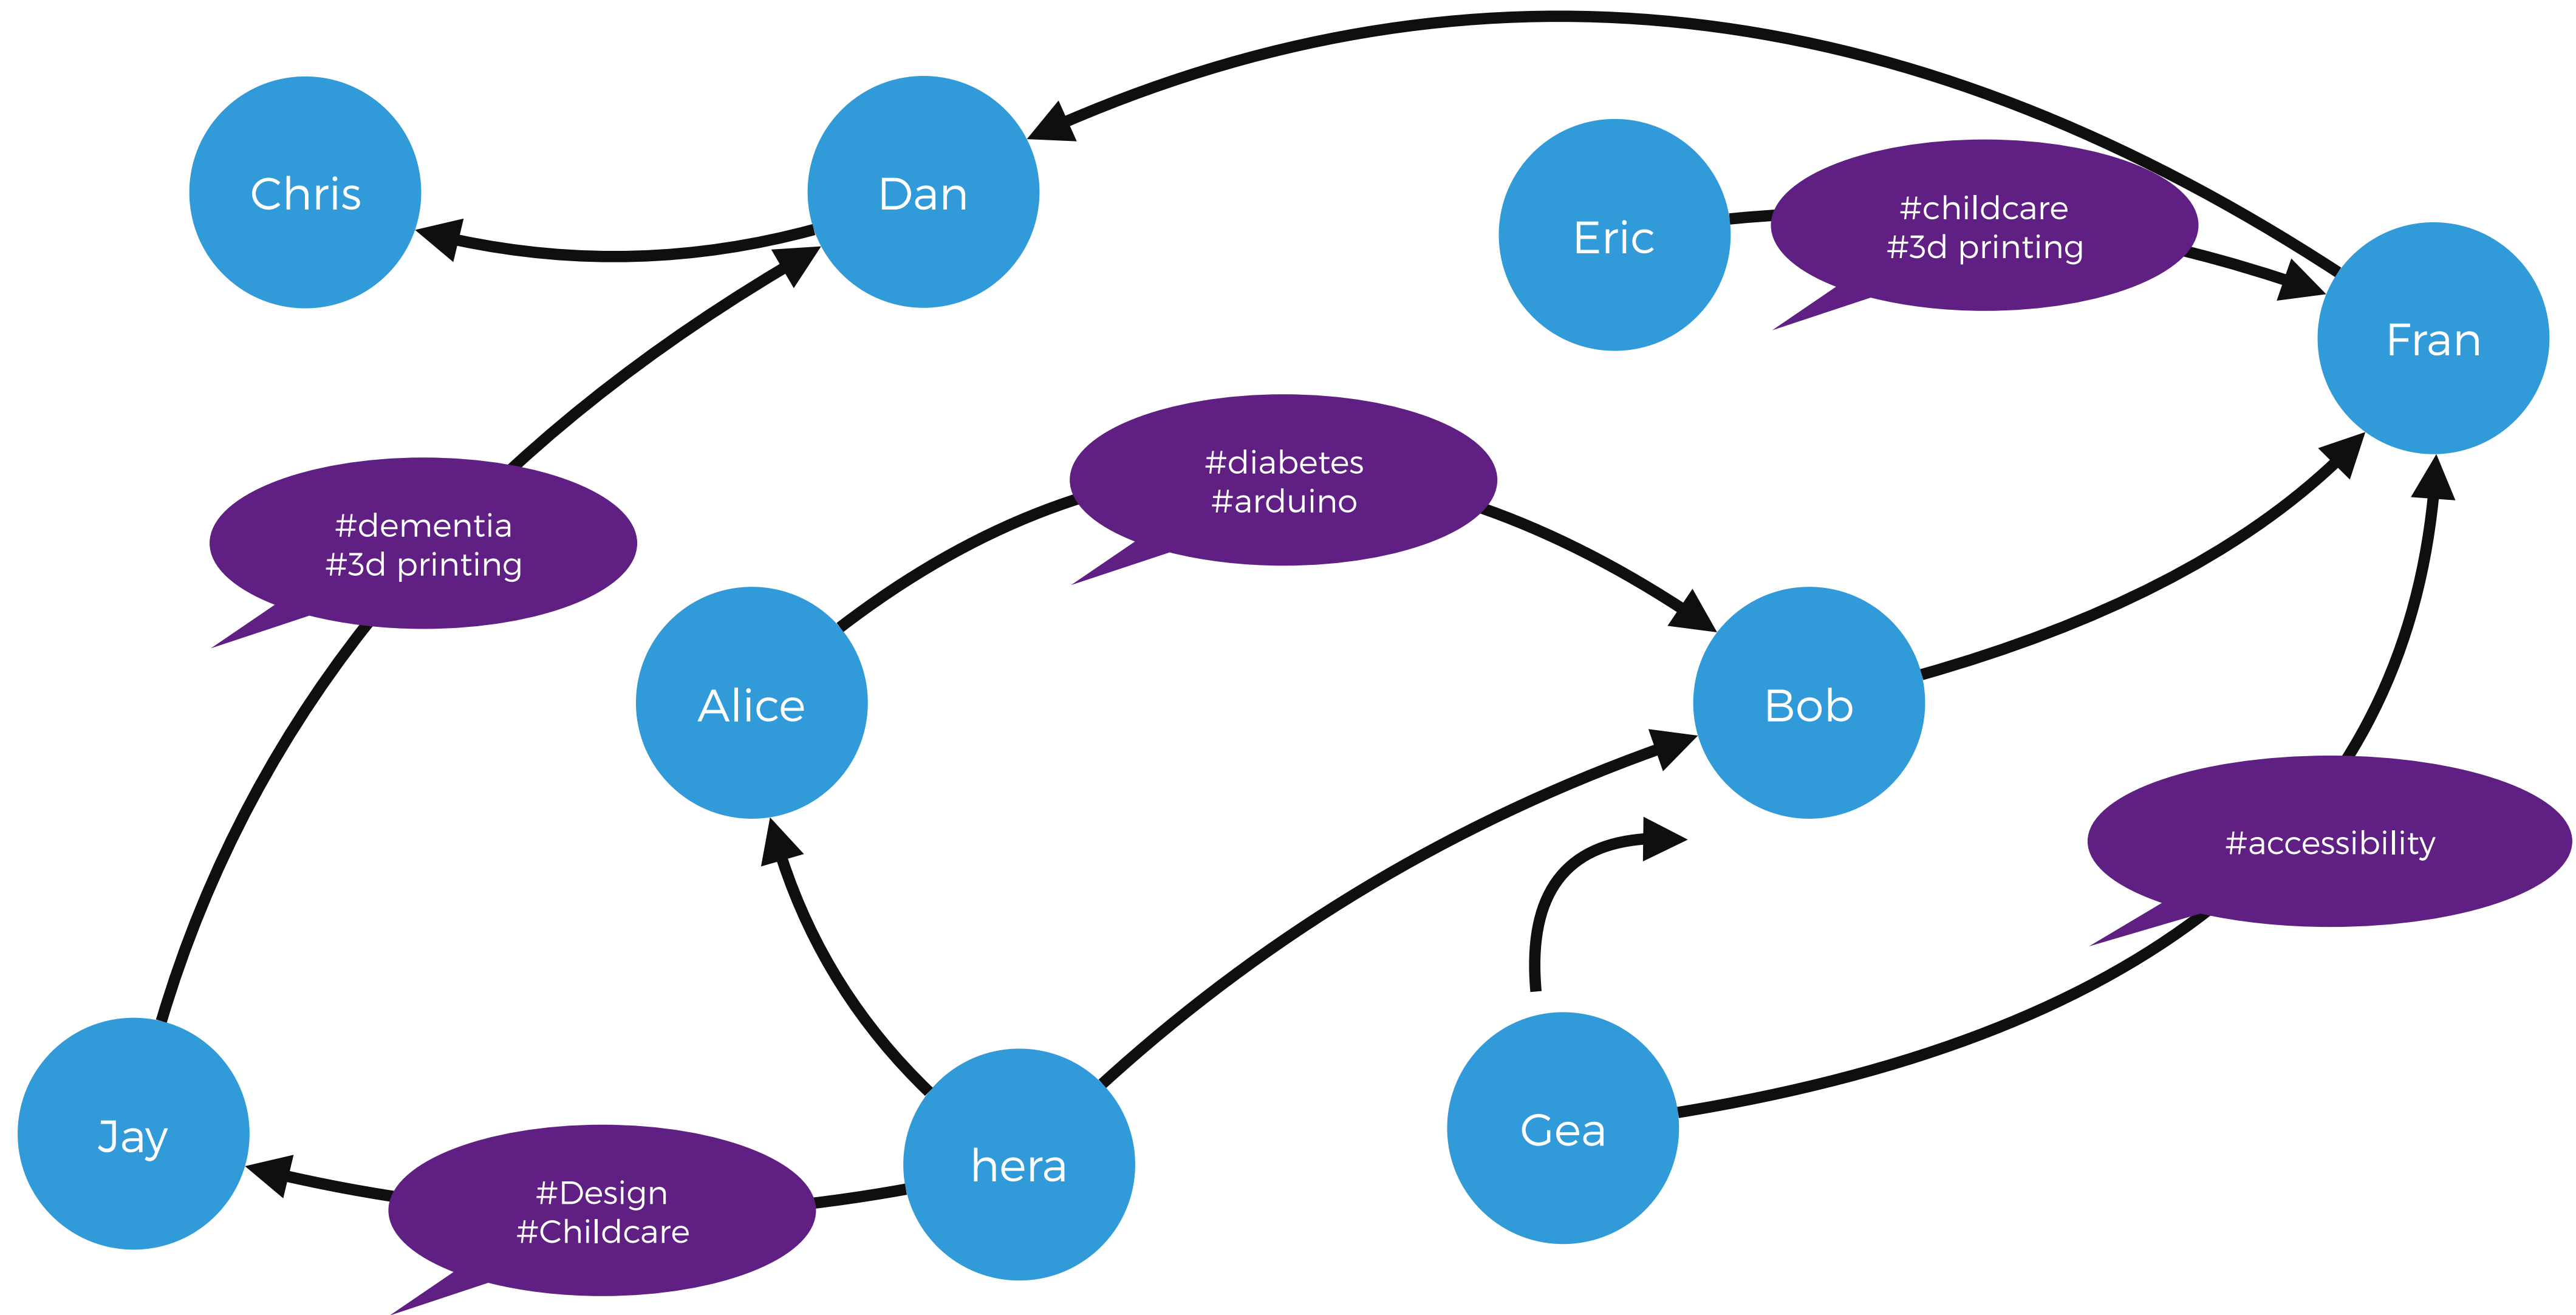 Chris
Dan
Eric
#childcare
#3d printing
Fran
#diabetes
#arduino
#dementia
#3d printing
Alice
Bob
#accessibility
Jay
hera
Gea
#Design
#Childcare